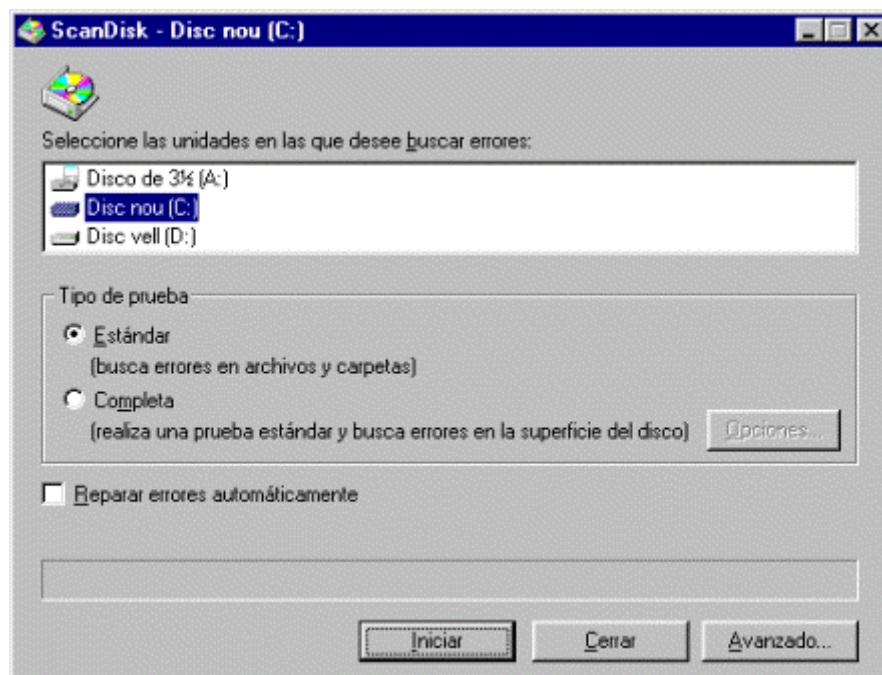 ScanDisk - Disc nou (C:)
Seleccione las unidades en las que desee buscar errores:
Disco de 3½ (A:)
Disc nou (C:)
Disc vell (D:)
Tipo de prueba
Estándar
(busca errores en archivos y carpetas)
Completa
(realiza una prueba estándar y busca errores en la superficie del disco)
Opciones...
Reparar errores automáticamente
Iniciar
Cerrar
Avanzado...